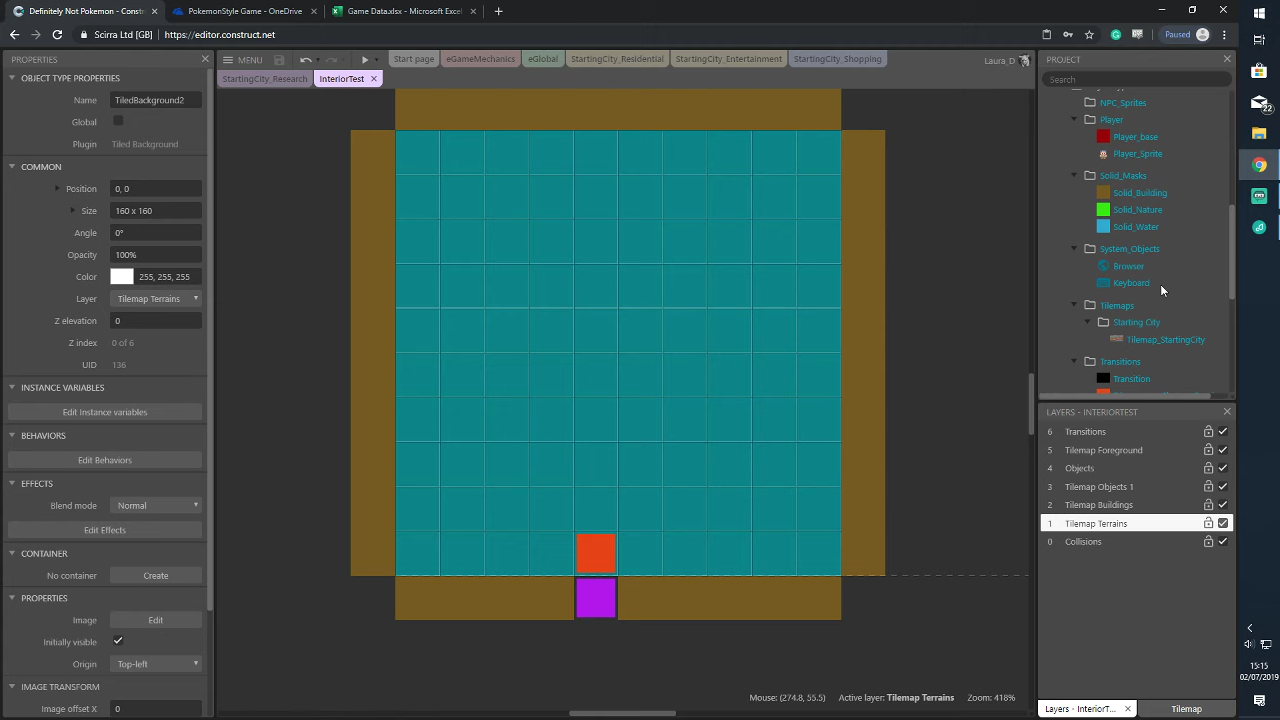 Definitely Not Pokemon - Constr
PokemonStyle Game - OneDrive
Game Data.xlsx - Microsoft Excel
Scirra Ltd [GB]
https://editor.construct.net
Paused
PROPERTIES
MENU
Start page
eGameMechanics
eGlobal
StartingCity_Residential
StartingCity_Entertainment
StartingCity_Shopping
Laura_D
StartingCity_Research
InteriorTest
OBJECT TYPE PROPERTIES
Name TiledBackground2
Global
Plugin Tiled Background
COMMON
Position 0, 0
Size 160 x 160
Angle 0°
Opacity 100%
Color 255, 255, 255
Layer Tilemap Terrains
Z elevation 0
Z index 0 of 6
UID 136
INSTANCE VARIABLES
Edit Instance variables
BEHAVIORS
Edit Behaviors
EFFECTS
Blend mode Normal
Edit Effects
CONTAINER
No container Create
PROPERTIES
Image Edit
Initially visible
Origin Top-left
IMAGE TRANSFORM
Image offset X 0
Mouse: (274.8, 55.5) Active layer: Tilemap Terrains Zoom: 418%
PROJECT
Search
NPC_Sprites
Player
Player_base
Player_Sprite
Solid_Masks
Solid_Building
Solid_Nature
Solid_Water
System_Objects
Browser
Keyboard
Tilemaps
Starting City
Tilemap_StartingCity
Transitions
Transition
LAYERS - INTERIORTEST
6 Transitions
5 Tilemap Foreground
4 Objects
3 Tilemap Objects 1
2 Tilemap Buildings
1 Tilemap Terrains
0 Collisions
Layers - InteriorT...
Tilemap
22
15:15
02/07/2019